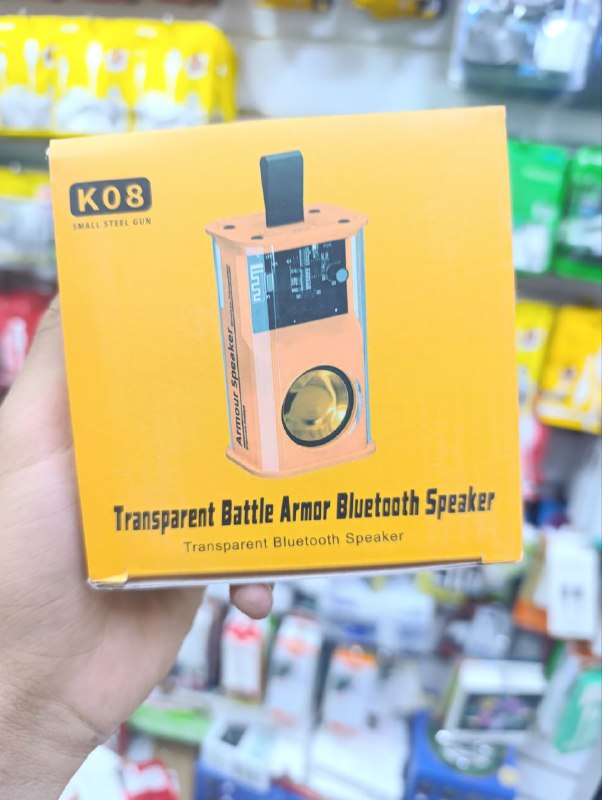 K08
SMALL STEEL GUN
Armour Speaker
Transparent Battle Armor Bluetooth Speaker
Transparent Bluetooth Speaker